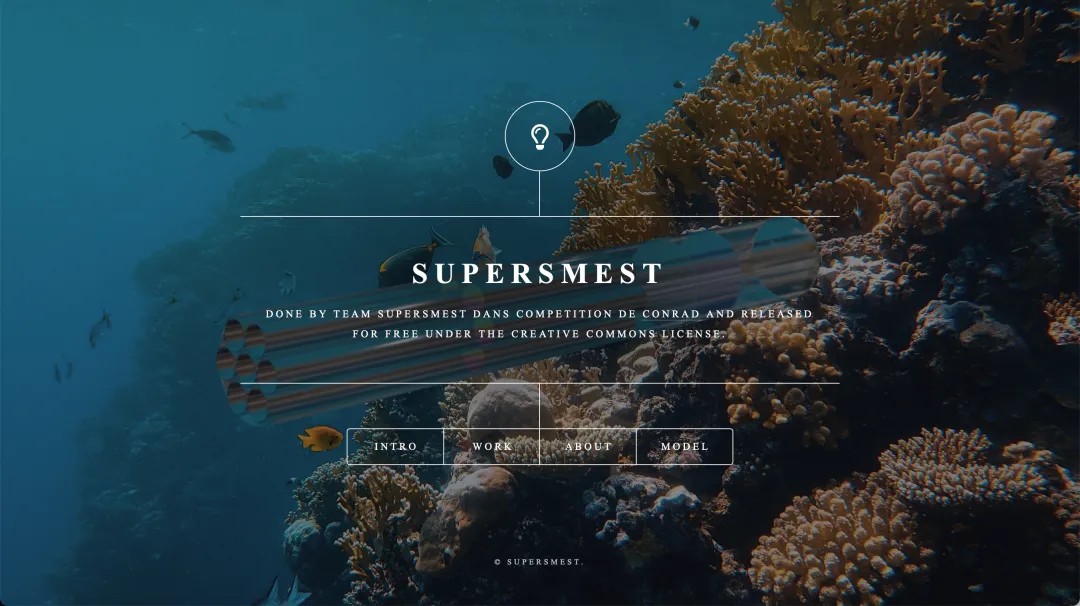 SUPERSMEST
DONE BY TEAM SUPERSMEST DANS COMPETITION DE CONRAD AND RELEASED
FOR FREE UNDER THE CREATIVE COMMONS LICENSE.
INTRO
WORK
ABOUT
MODEL
© SUPERSMEST.